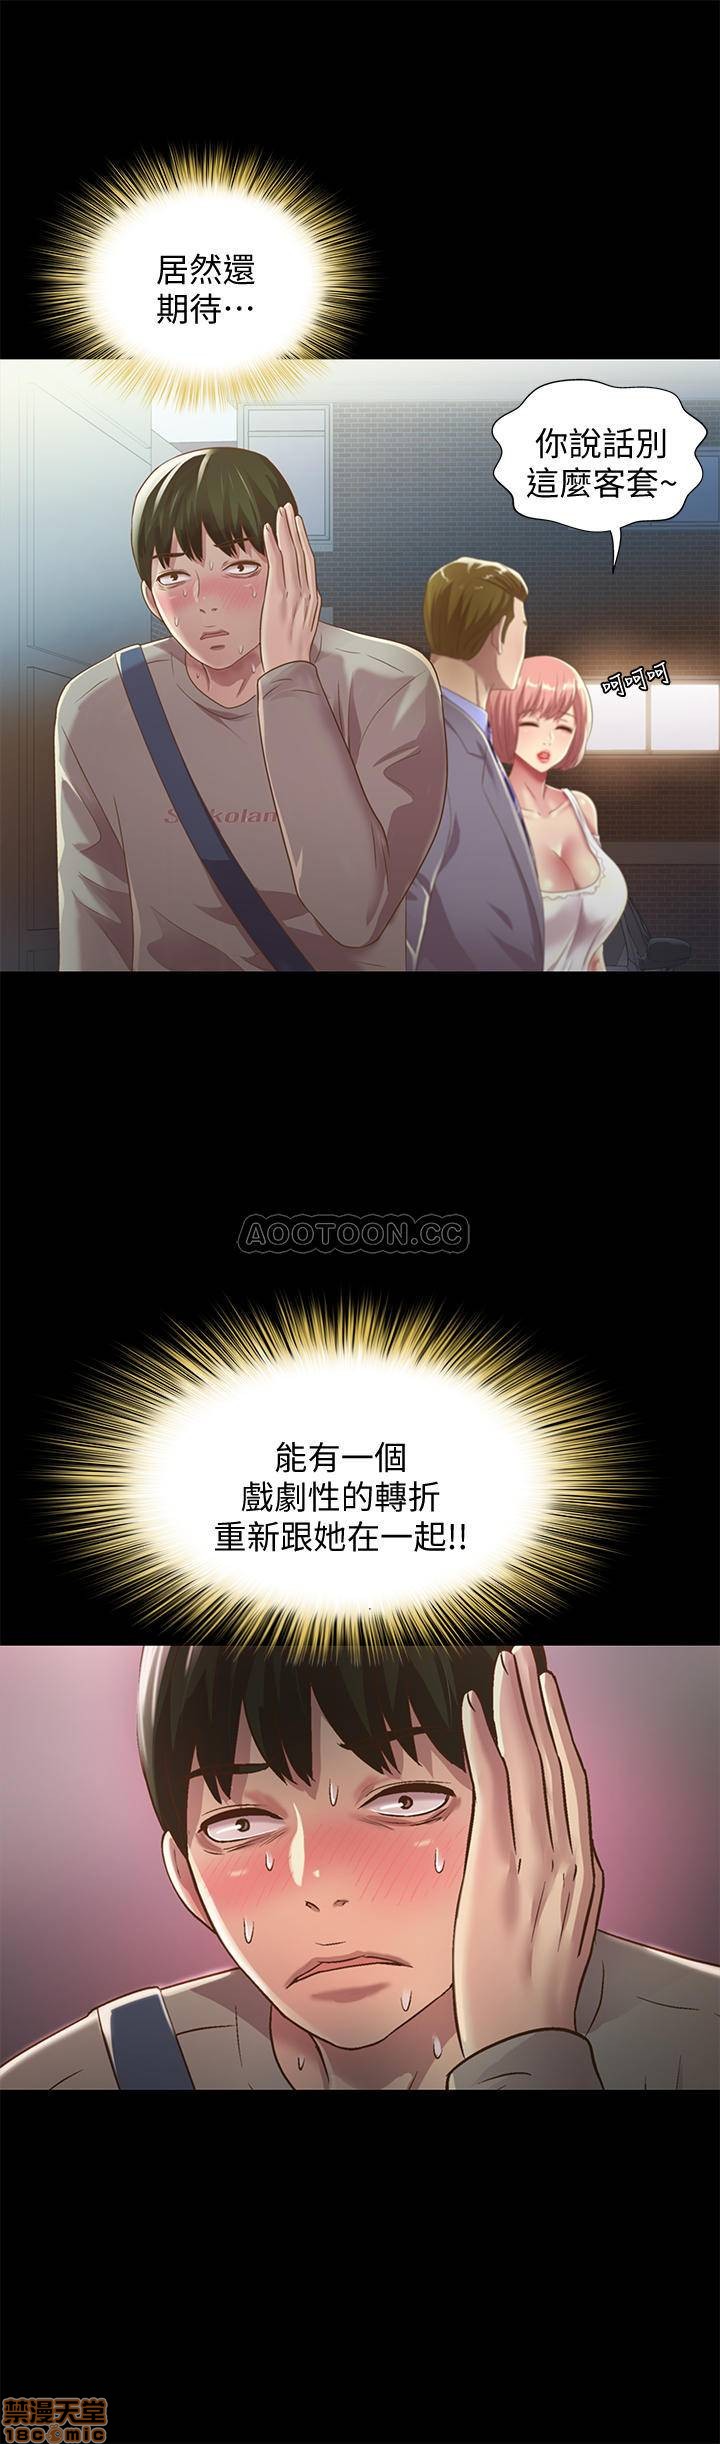 居然還
期待…
你說話別
這麼客套~
呵呵呵
AOOTOON.CC
能有一個
戲劇性的轉折
重新跟她在一起!!
禁漫天堂
18comic